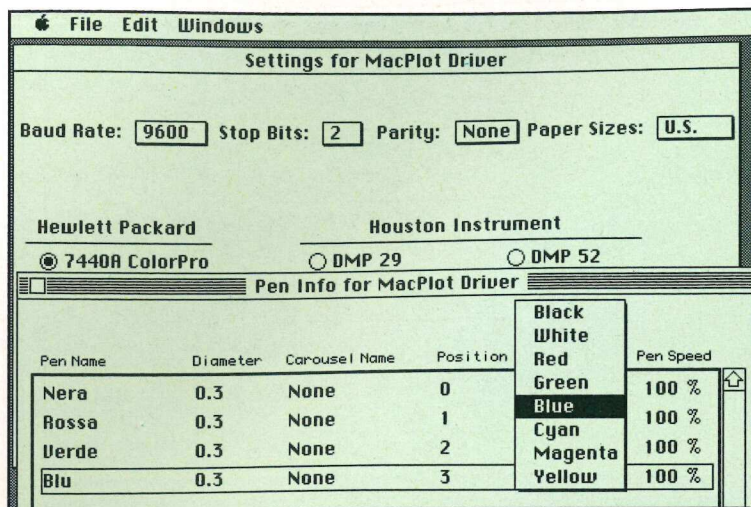 File Edit Windows
Settings for MacPlot Driver
Baud Rate: 9600 Stop Bits: 2 Parity: None Paper Sizes: U.S.
Hewlett Packard Houston Instrument
7440A ColorPro DMP 29 DMP 52
Pen Info for MacPlot Driver
Black
White
Red
Green
Blue
Cyan
Magenta
Yellow
Pen Name Diameter Carousel Name Position Pen Speed
Nera 0.3 None 0 100 %
Rossa 0.3 None 1 100 %
Verde 0.3 None 2 100 %
Blu 0.3 None 3 100 %